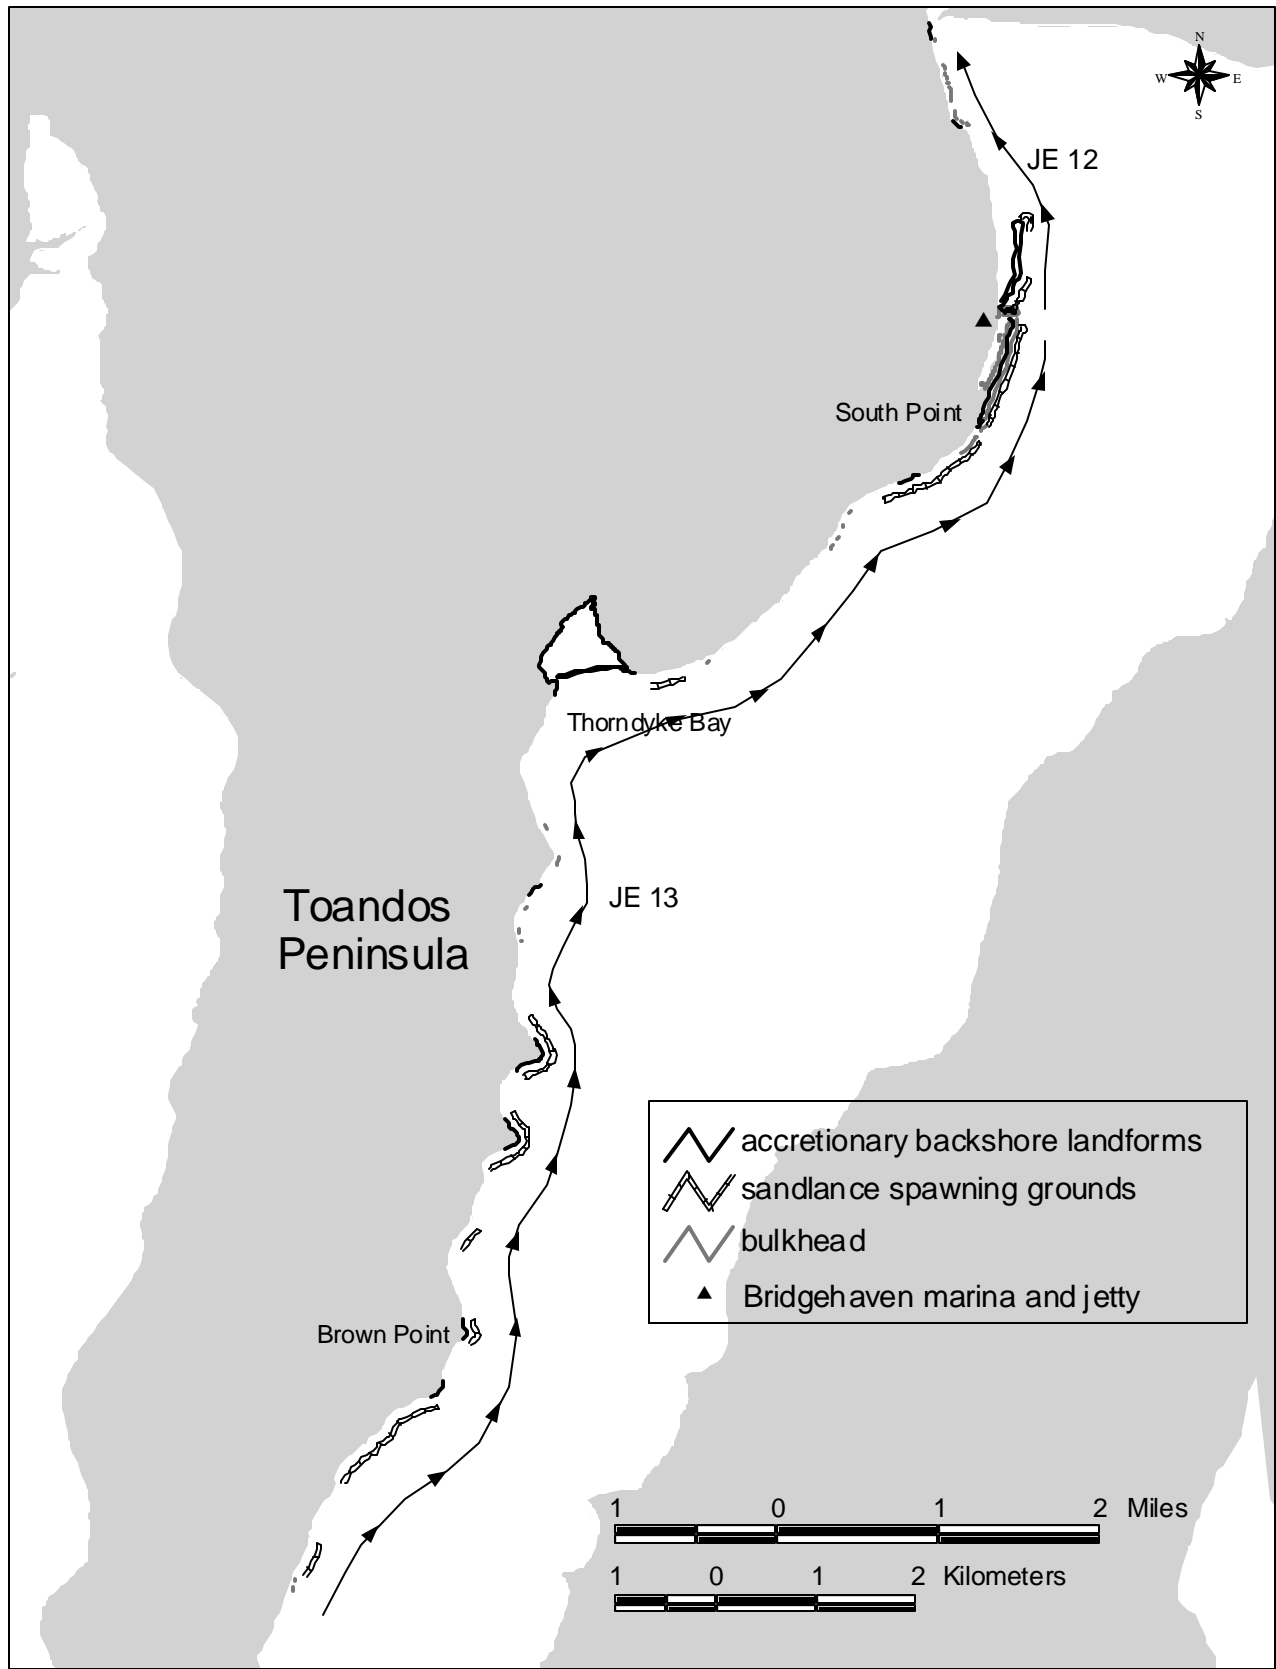 N
W E
S
JE 12
South Point
Thorndyke Bay
JE 13
Toandos
Peninsula
accretionary backshore landforms
sandlance spawning grounds
bulkhead
Bridgehaven marina and jetty
Brown Point
1 0 1 2 Miles
1 0 1 2 Kilometers